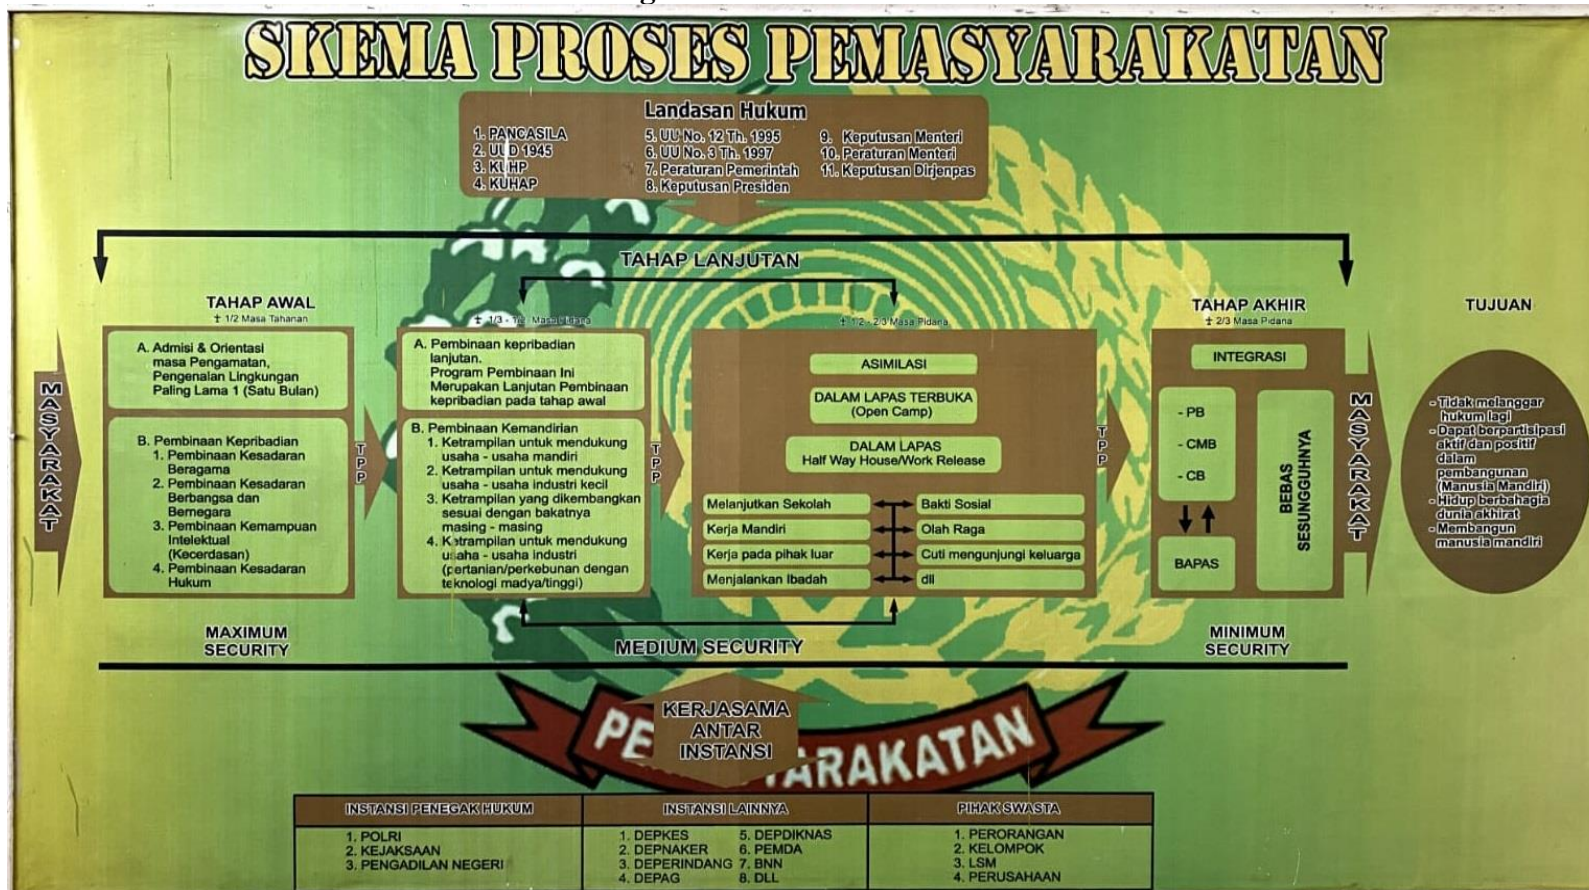 SKEMA PROSES PEMASYARAKATAN
Landasan Hukum
1. PANCASILA
2. UUD 1945
3. KUHP
4. KUHAP
5. UU No. 12 Th. 1995
6. UU No. 3 Th. 1997
7. Peraturan Pemerintah
8. Keputusan Presiden
9. Keputusan Menteri
10. Peraturan Menteri
11. Keputusan Dirjenpas
TAHAP LANJUTAN
MASYARAKAT
TAHAP AWAL
± 1/2 Masa Tahanan
A. Admisi & Orientasi
masa Pengamatan,
Pengenalan Lingkungan
Paling Lama 1 (Satu Bulan)
B. Pembinaan Kepribadian
1. Pembinaan Kesadaran
Beragama
2. Pembinaan Kesadaran
Berbangsa dan
Bernegara
3. Pembinaan Kemampuan
Intelektual
(Kecerdasan)
4. Pembinaan Kesadaran
Hukum
MAXIMUM
SECURITY
TPP
± 1/3 - 1/2 Masa Pidana
A. Pembinaan kepribadian
lanjutan.
Program Pembinaan Ini
Merupakan Lanjutan Pembinaan
kepribadian pada tahap awal
B. Pembinaan Kemandirian
1. Ketrampilan untuk mendukung
usaha - usaha mandiri
2. Ketrampilan untuk mendukung
usaha - usaha industri kecil
3. Ketrampilan yang dikembangkan
sesuai dengan bakatnya
masing - masing
4. Ketrampilan untuk mendukung
usaha - usaha industri
(pertanian/perkebunan dengan
teknologi madya/tinggi)
TPP
± 1/2 - 2/3 Masa Pidana
ASIMILASI
DALAM LAPAS TERBUKA
(Open Camp)
DALAM LAPAS
Half Way House/Work Release
Melanjutkan Sekolah
Bakti Sosial
Kerja Mandiri
Olah Raga
Kerja pada pihak luar
Cuti mengunjungi keluarga
Menjalankan Ibadah
dll
MEDIUM SECURITY
TPP
TAHAP AKHIR
± 2/3 Masa Pidana
INTEGRASI
- PB
- CMB
- CB
BAPAS
BEBAS
SESUNGGUHNYA
MINIMUM
SECURITY
MASYARAKAT
TUJUAN
- Tidak melanggar
hukum lagi
- Dapat berpartisipasi
aktif dan positif
dalam
pembangunan
(Manusia Mandiri)
- Hidup berbahagia
dunia akhirat
- Membangun
manusia mandiri
KERJASAMA
ANTAR
INSTANSI
PE ARAKATAN
INSTANSI PENEGAK HUKUM
1. POLRI
2. KEJAKSAAN
3. PENGADILAN NEGERI
INSTANSI LAINNYA
1. DEPKES
2. DEPNAKER
3. DEPERINDANG
4. DEPAG
5. DEPDIKNAS
6. PEMDA
7. BNN
8. DLL
PIHAK SWASTA
1. PERORANGAN
2. KELOMPOK
3. LSM
4. PERUSAHAAN